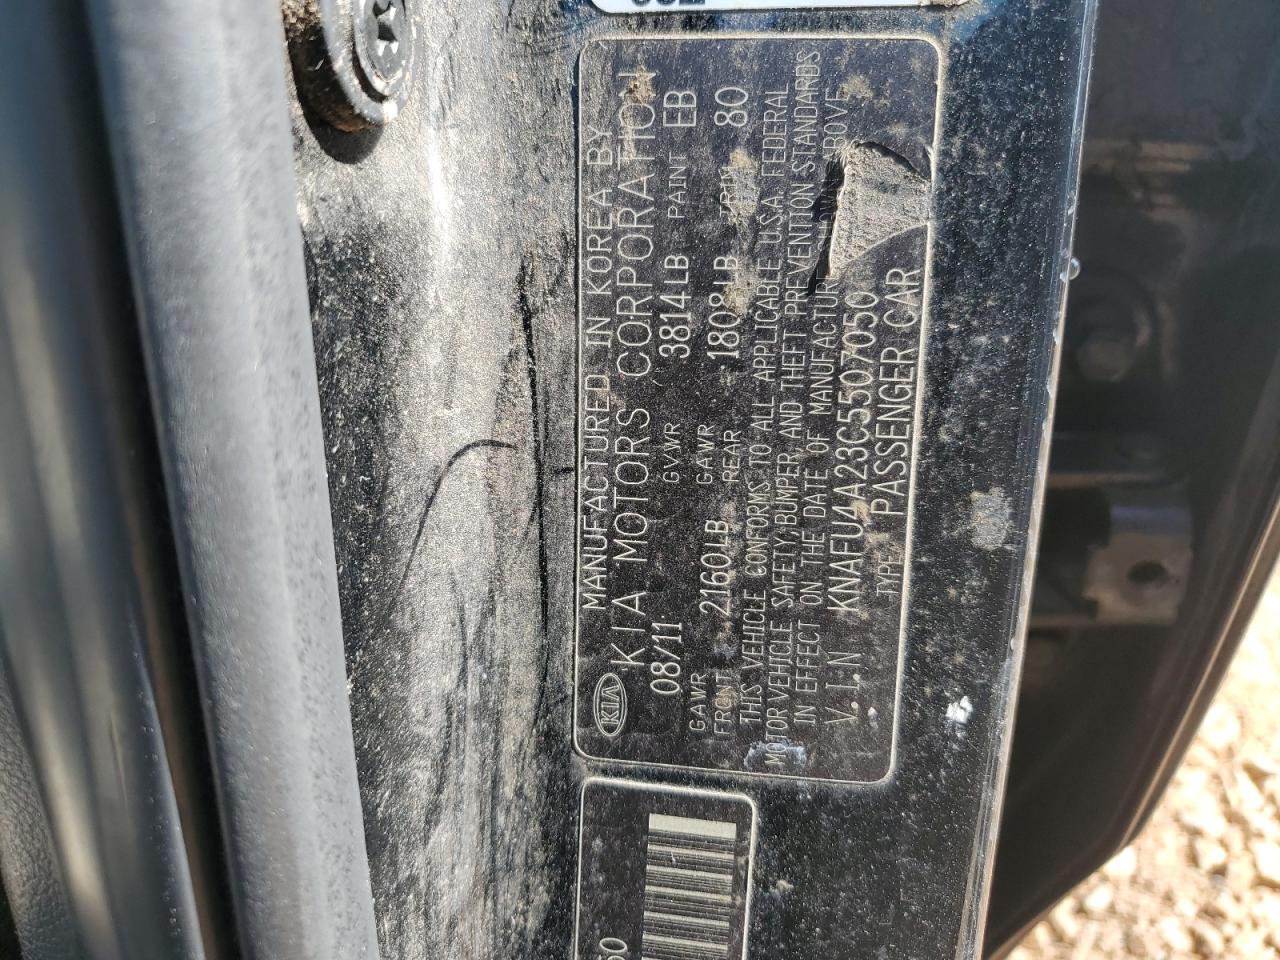 KIA
MANUFACTURED IN KOREA BY
KIA MOTORS CORPORATION
08/11 GVWR 3814LB PAINT EB
GAWR FRONT 2160LB GAWR REAR 1808LB TRIM 80
THIS VEHICLE CONFORMS TO ALL APPLICABLE U.S.A. FEDERAL
MOTOR VEHICLE SAFETY, BUMPER, AND THEFT PREVENTION STANDARDS
IN EFFECT ON THE DATE OF MANUFACTURE ABOVE
V.I.N KNAFU4A23C5507050
TYPE: PASSENGER CAR